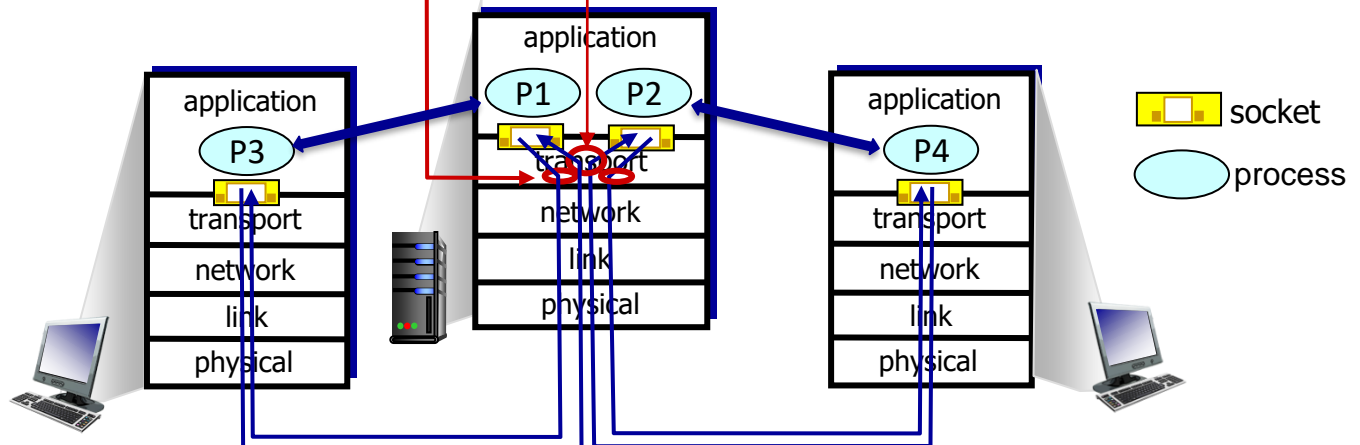 application
P1
P2
transport
network
link
physical
application
P3
transport
network
link
physical
application
P4
transport
network
link
physical
socket
process